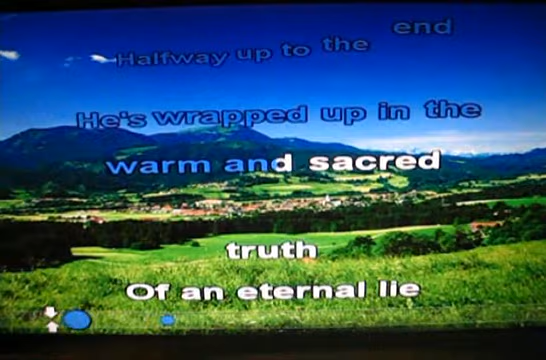 Halfway up to the end
He's wrapped up in the
warm and sacred
truth
Of an eternal lie